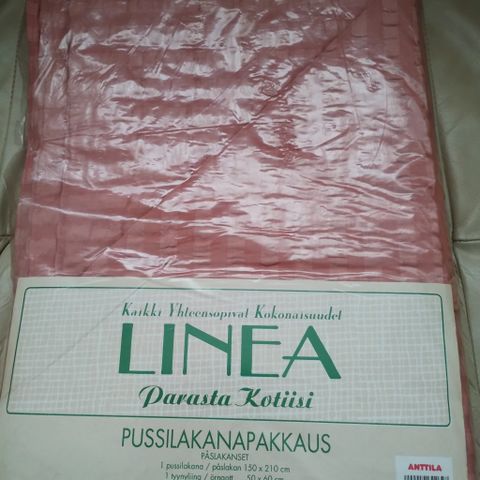 Kaikki Yhteensopivat Kokonaisuudet
LINEA
Parasta Kotiisi
PUSSILAKANAPAKKAUS
PÅSLAKANSET
1 pussilakana / påslakan 150 x 210 cm
1 tyynyliina / örngott 50 x 60 cm
ANTTILA